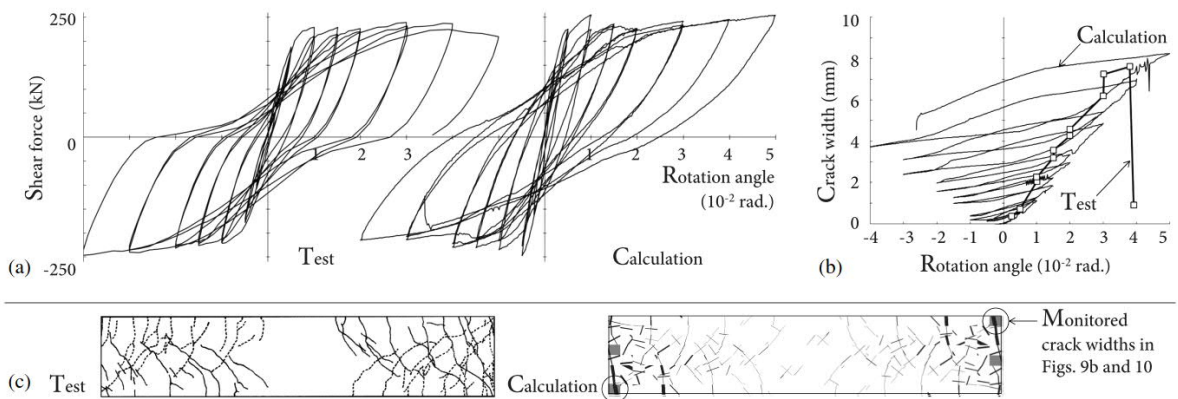 250
0
-250
Shear force (kN)
1 2 3
1 2 3 4 5
Rotation angle
(10-2 rad.)
Test
Calculation
(a)
10
8
6
4
2
0
Crack width (mm)
Calculation
Test
-4 -3 -2 -1 0 1 2 3 4 5
Rotation angle (10-2 rad.)
(b)
(c)
Test
Calculation
Monitored
crack widths in
Figs. 9b and 10